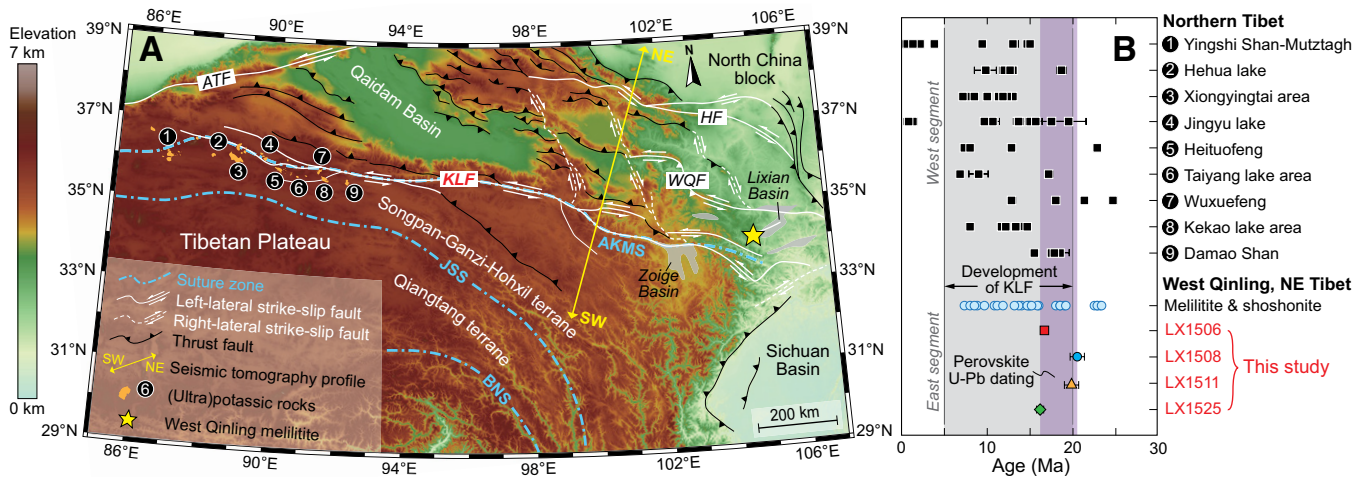 Elevation
7 km
0 km
86°E
90°E
94°E
98°E
102°E
106°E
39°N
37°N
35°N
33°N
31°N
29°N
A
ATF
Qaidam Basin
NE
N
North China
block
HF
1
2
3
4
5
6
7
8
9
KLF
WQF
Lixian
Basin
Songpan-Ganzi-Hohxil terrane
AKMS
Tibetan Plateau
JSS
Zoige
Basin
Qiangtang terrane
SW
BNS
Sichuan
Basin
200 km
Suture zone
Left-lateral strike-slip fault
Right-lateral strike-slip fault
Thrust fault
SW
NE
Seismic tomography profile
6
(Ultra)potassic rocks
West Qinling melilitite
39°N
37°N
35°N
33°N
31°N
29°N
86°E
90°E
94°E
98°E
102°E
106°E
B
West segment
East segment
Development
of KLF
Perovskite
U-Pb dating
Northern Tibet
1 Yingshi Shan-Mutztagh
2 Hehua lake
3 Xiongyingtai area
4 Jingyu lake
5 Heituofeng
6 Taiyang lake area
7 Wuxuefeng
8 Kekao lake area
9 Damao Shan
West Qinling, NE Tibet
Melilitite & shoshonite
LX1506
LX1508
LX1511
LX1525
This study
0
10
20
30
Age (Ma)